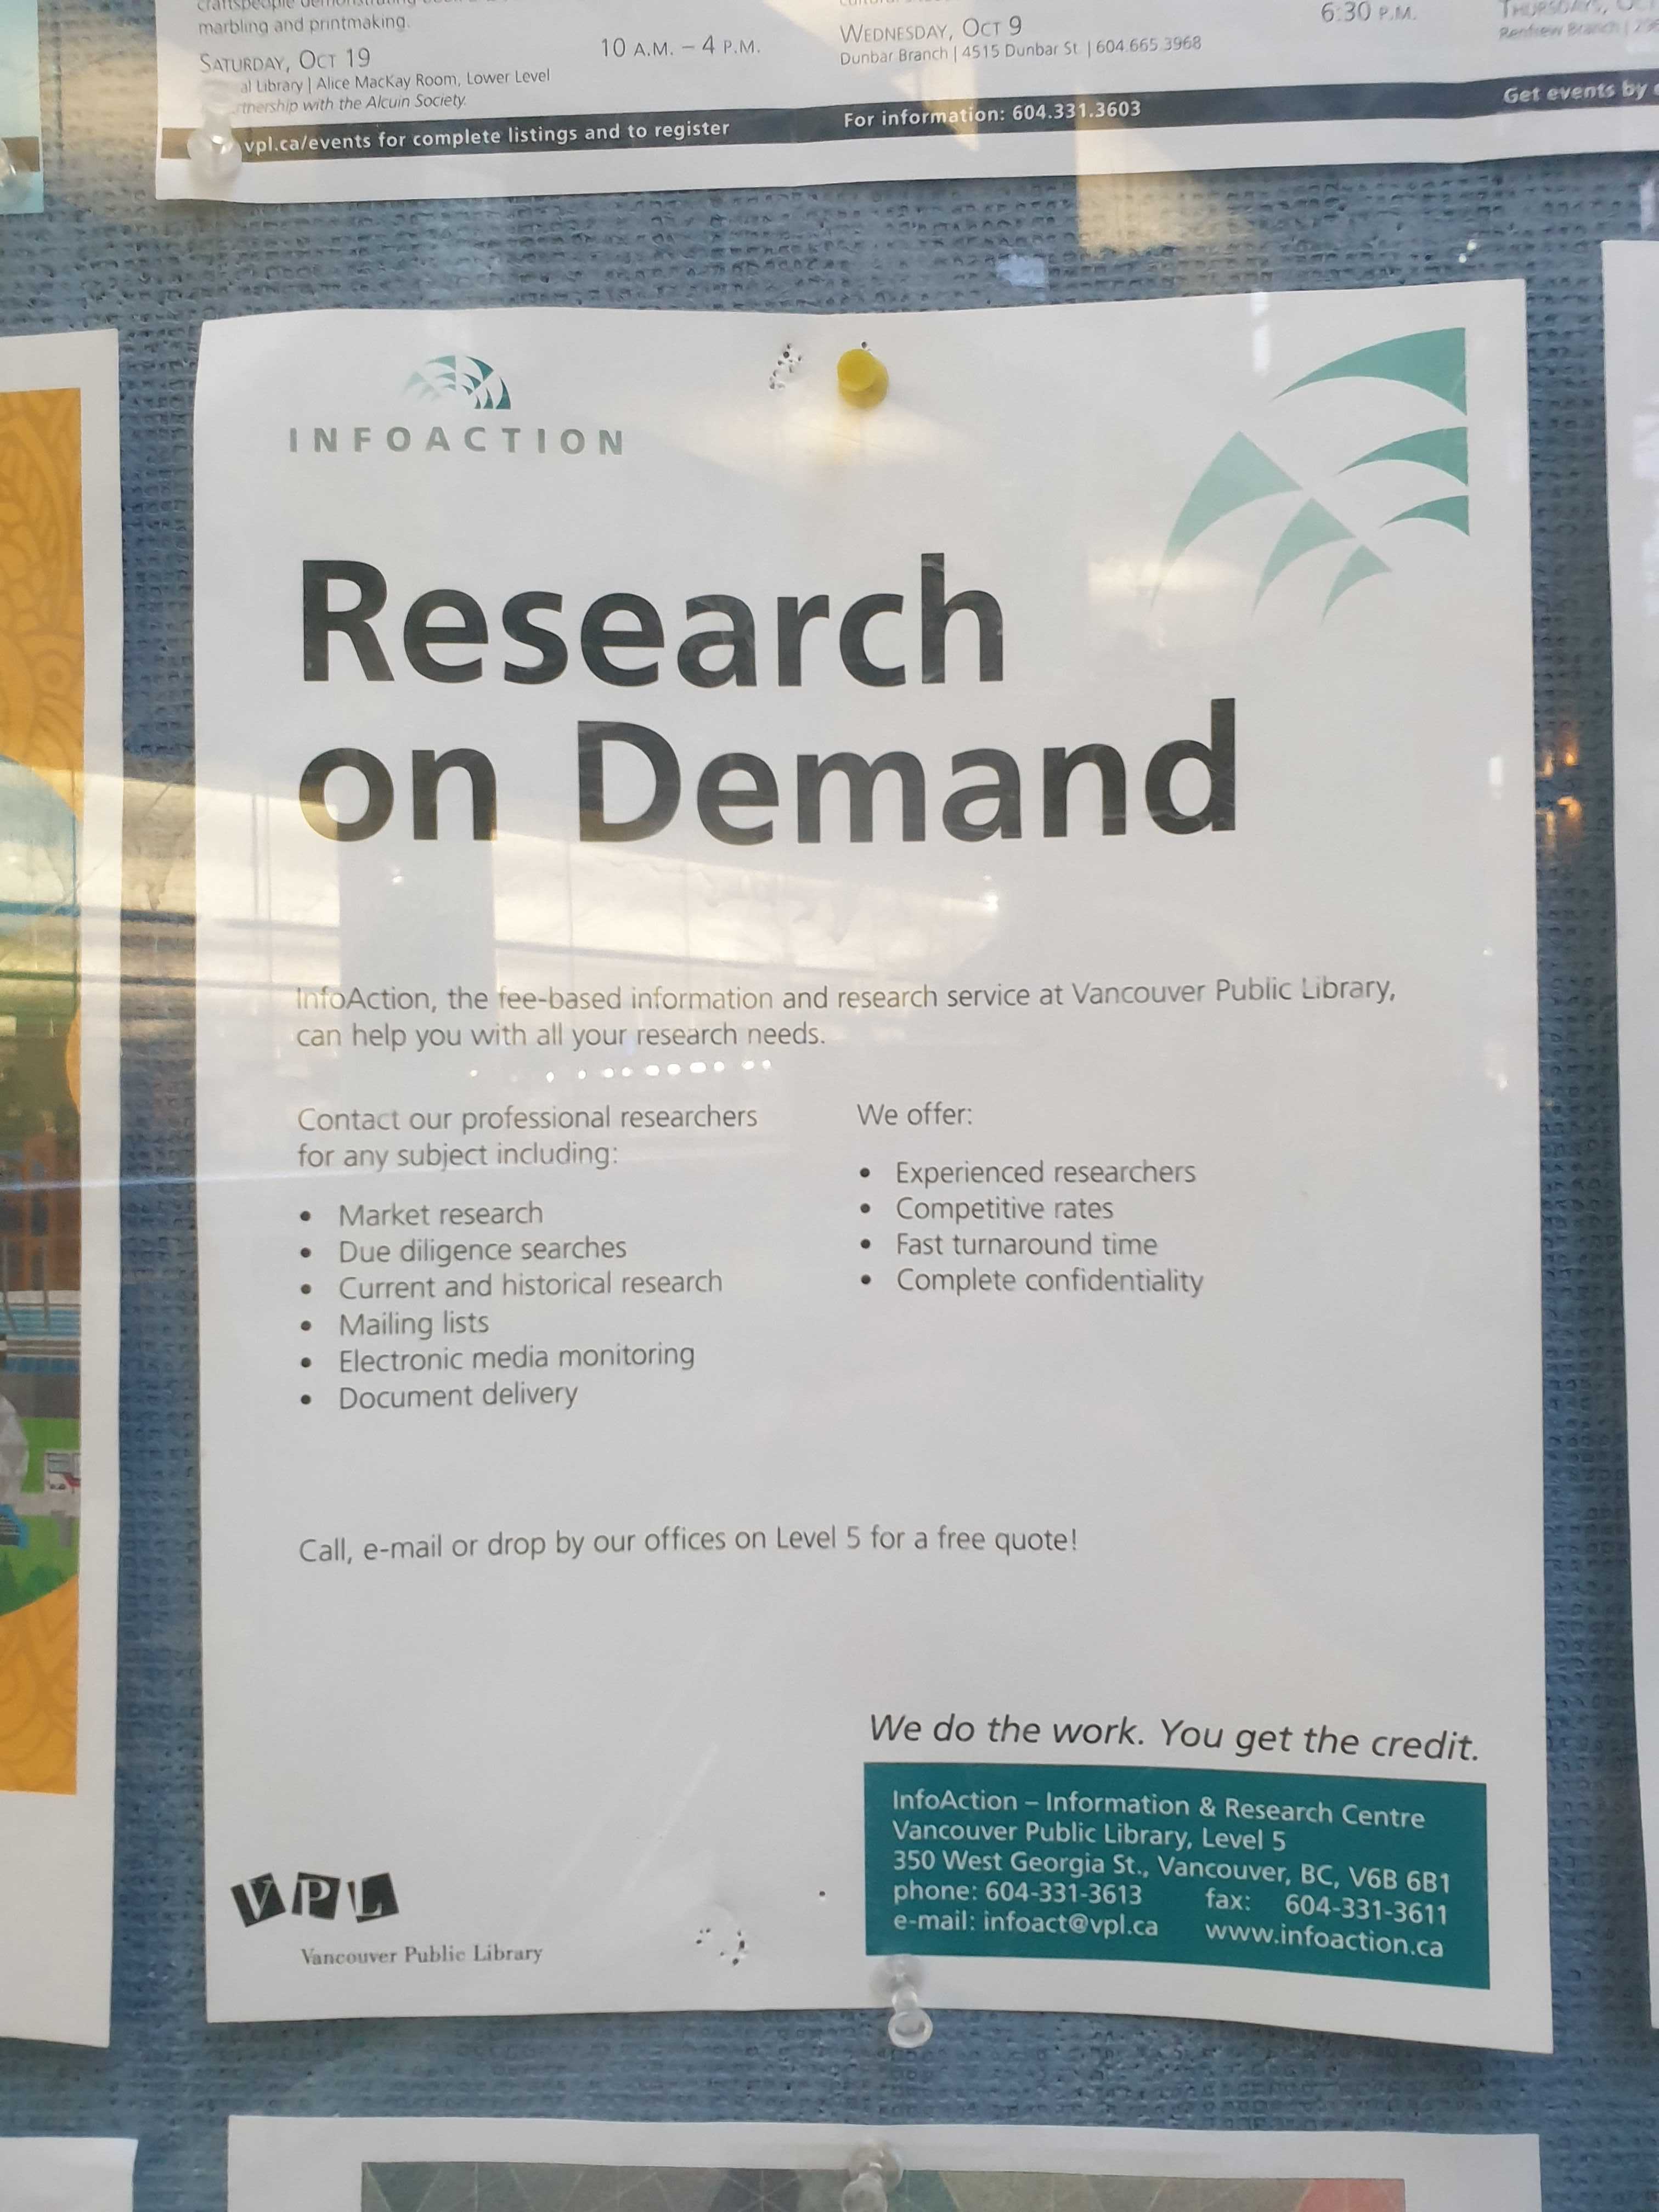 marbling and printmaking.
SATURDAY, OCT 19
10 A.M. – 4 P.M.
al Library | Alice MacKay Room, Lower Level
rtnership with the Alcuin Society.
WEDNESDAY, OCT 9
6:30 P.M.
Dunbar Branch | 4515 Dunbar St. | 604.665.3968
THURSDAYS,
Renfrew Branch |
vpl.ca/events for complete listings and to register
For information: 604.331.3603
Get events by
INFOACTION
Research
on Demand
InfoAction, the fee-based information and research service at Vancouver Public Library,
can help you with all your research needs.
Contact our professional researchers
for any subject including:
• Market research
• Due diligence searches
• Current and historical research
• Mailing lists
• Electronic media monitoring
• Document delivery
We offer:
• Experienced researchers
• Competitive rates
• Fast turnaround time
• Complete confidentiality
Call, e-mail or drop by our offices on Level 5 for a free quote!
We do the work. You get the credit.
InfoAction – Information & Research Centre
Vancouver Public Library, Level 5
350 West Georgia St., Vancouver, BC, V6B 6B1
phone: 604-331-3613 fax: 604-331-3611
e-mail: infoact@vpl.ca www.infoaction.ca
VPL
Vancouver Public Library